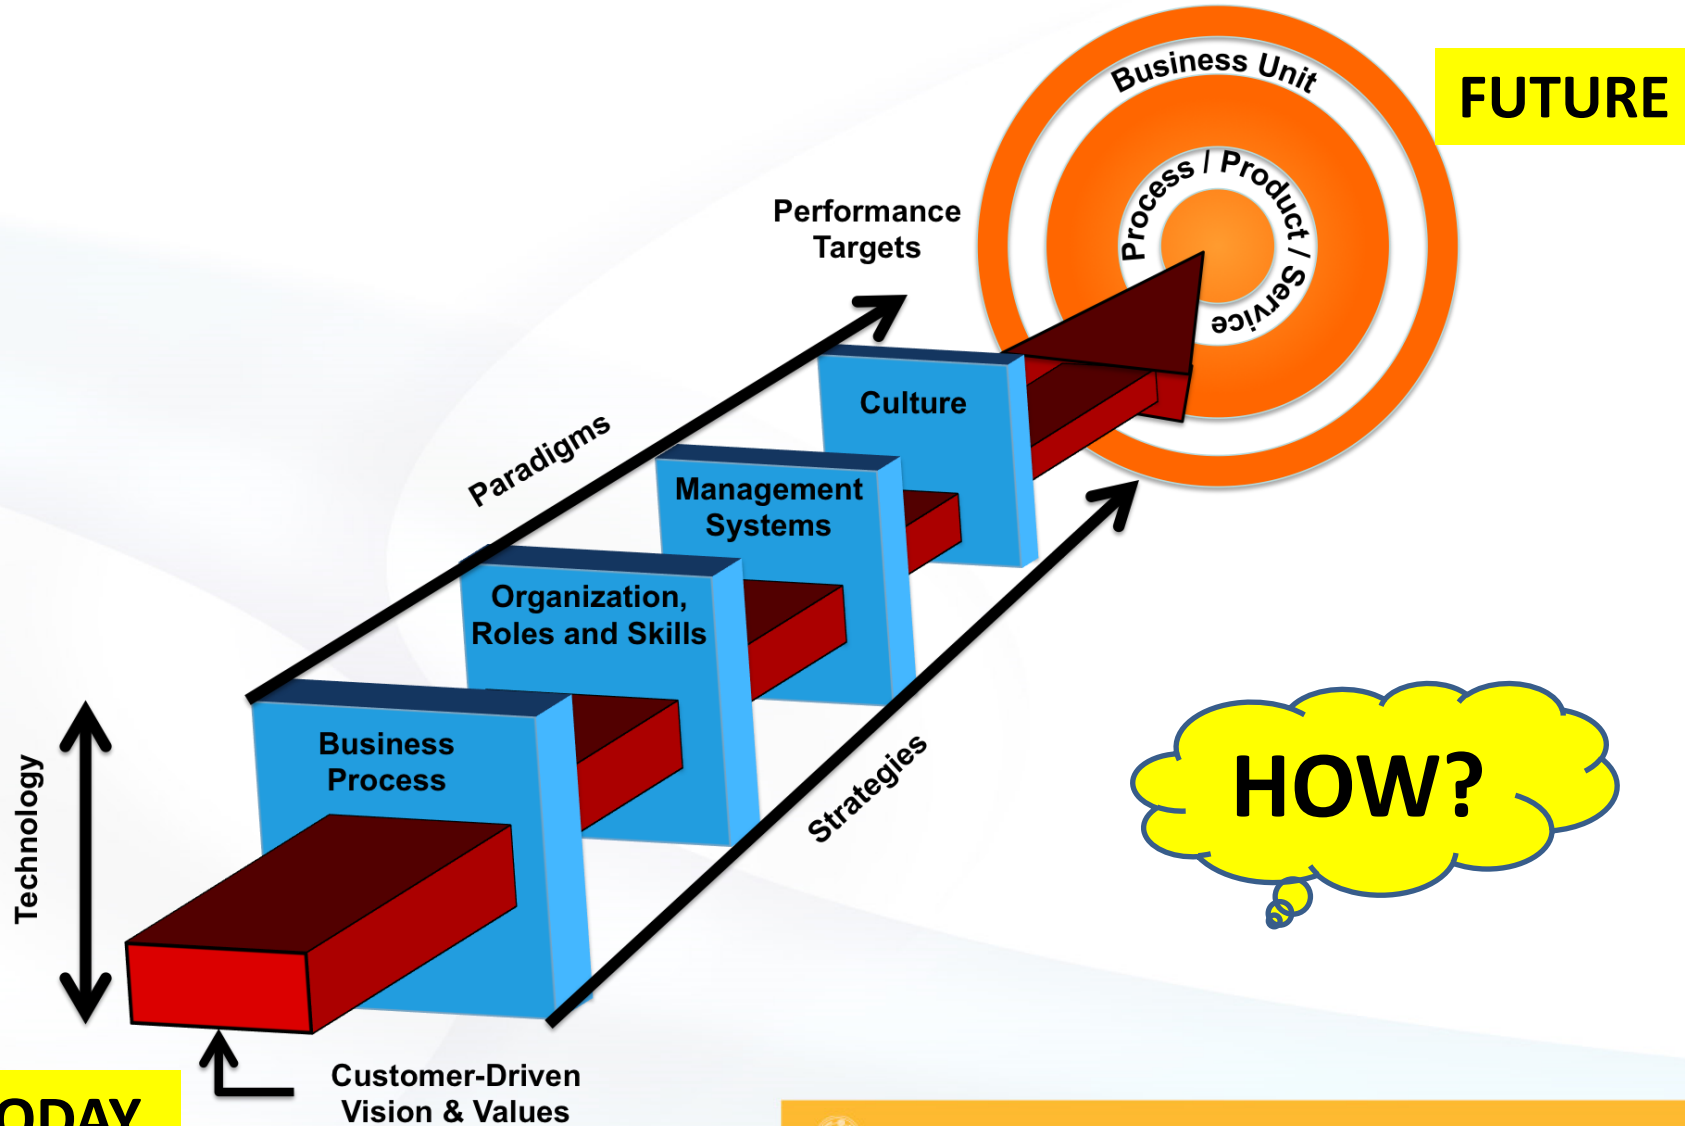 Business Unit
FUTURE
Process / Product / Service
Performance
Targets
Culture
Paradigms
Management
Systems
Organization,
Roles and Skills
Business
Process
Technology
Strategies
HOW?
Customer-Driven
Vision & Values
ODAY